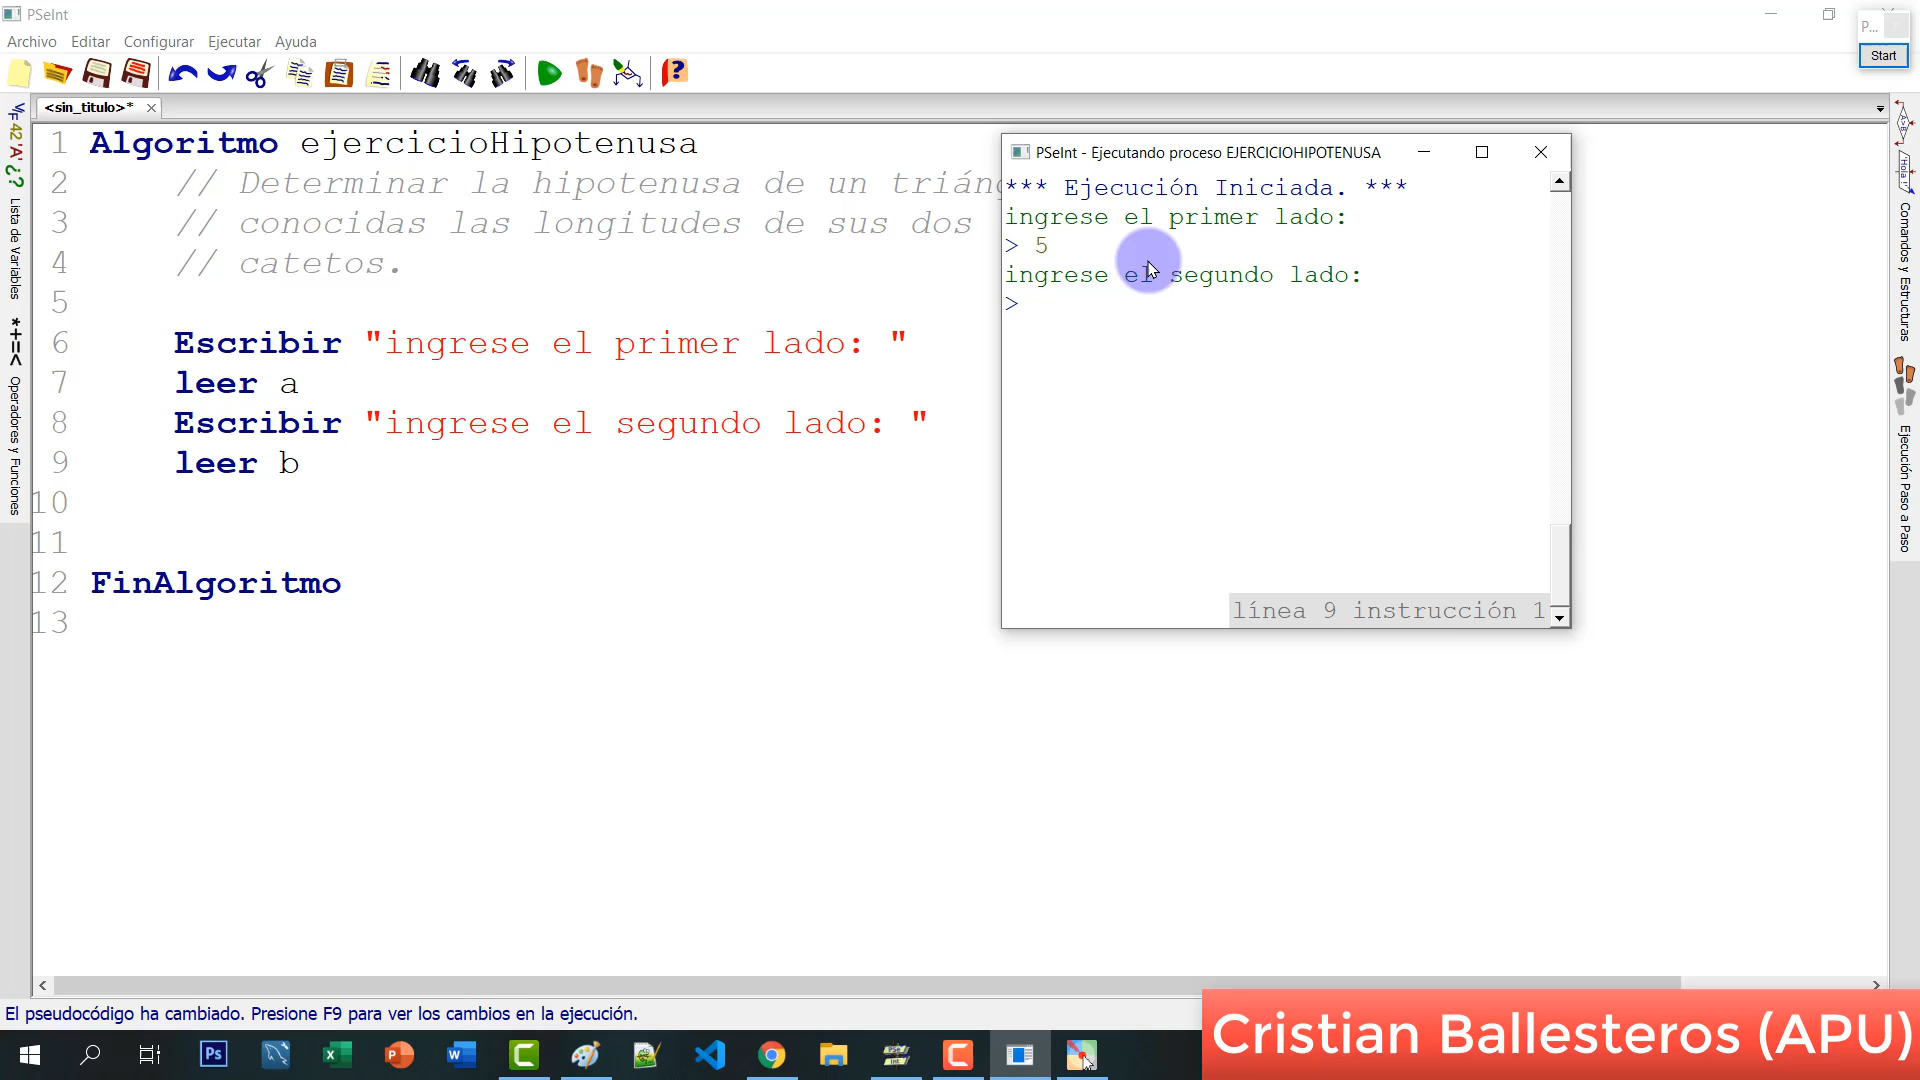 PSeInt
P...
Archivo Editar Configurar Ejecutar Ayuda
Start
<sin_titulo>*
1 Algoritmo ejercicioHipotenusa
2 // Determinar la hipotenusa de un trián
3 // conocidas las longitudes de sus dos
4 // catetos.
5
6 Escribir "ingrese el primer lado: "
7 leer a
8 Escribir "ingrese el segundo lado: "
9 leer b
10
11
12 FinAlgoritmo
13
PSeInt - Ejecutando proceso EJERCICIOHIPOTENUSA
*** Ejecución Iniciada. ***
ingrese el primer lado:
> 5
ingrese el segundo lado:
>
línea 9 instrucción 1
Lista de Variables
*+=< Operadores y Funciones
Comandos y Estructuras
Ejecución Paso a Paso
El pseudocódigo ha cambiado. Presione F9 para ver los cambios en la ejecución.
Cristian Ballesteros (APU)